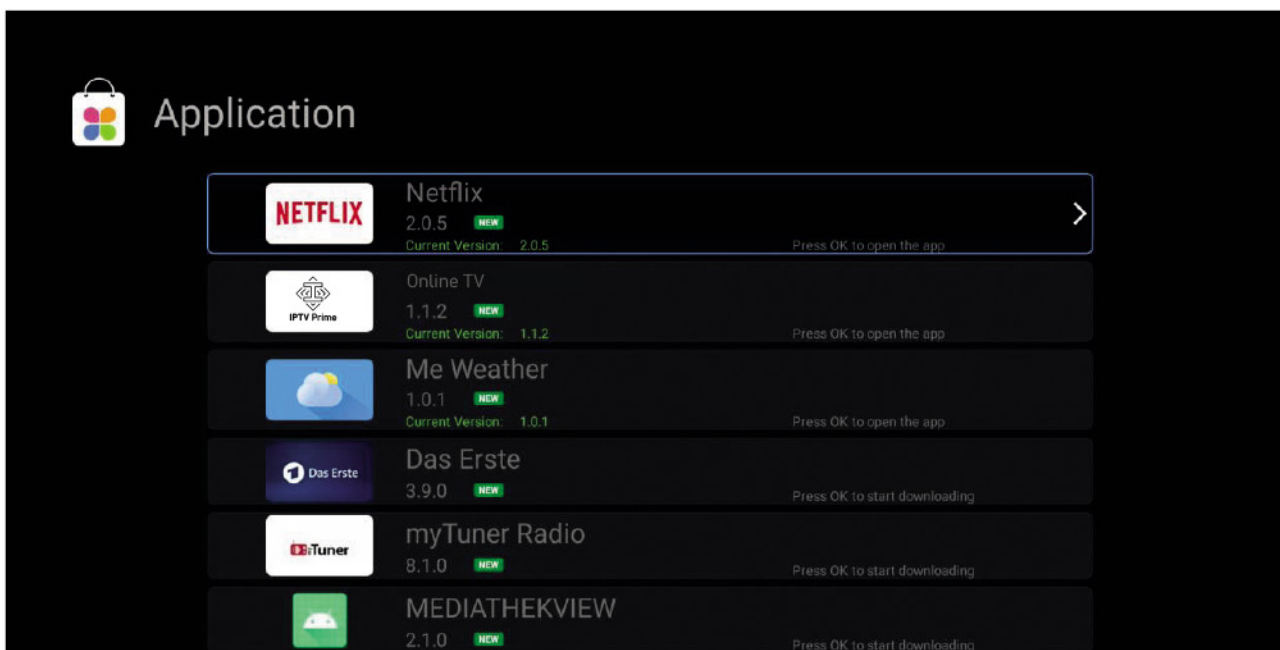 Application
NETFLIX
Netflix
2.0.5 NEW
Current Version: 2.0.5 Press OK to open the app
IPTV Prime
Online TV
1.1.2 NEW
Current Version: 1.1.2 Press OK to open the app
Me Weather
1.0.1 NEW
Current Version: 1.0.1 Press OK to open the app
1 Das Erste
Das Erste
3.9.0 NEW
Press OK to start downloading
Tuner
myTuner Radio
8.1.0 NEW
Press OK to start downloading
MEDIATHEKVIEW
2.1.0 NEW
Press OK to start downloading